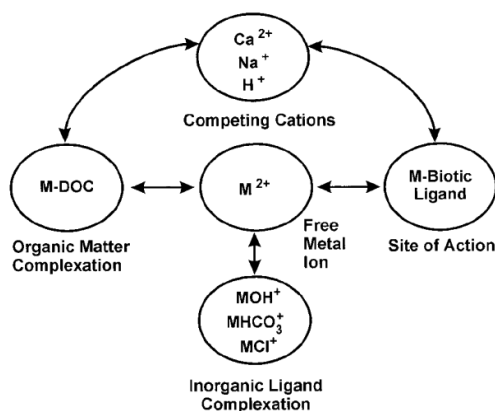 Ca 2+
Na +
H +
Competing Cations
M-DOC
M 2+
M-Biotic
Ligand
Organic Matter
Complexation
Free
Metal
Ion
Site of Action
MOH+
MHCO3+
MCl+
Inorganic Ligand
Complexation